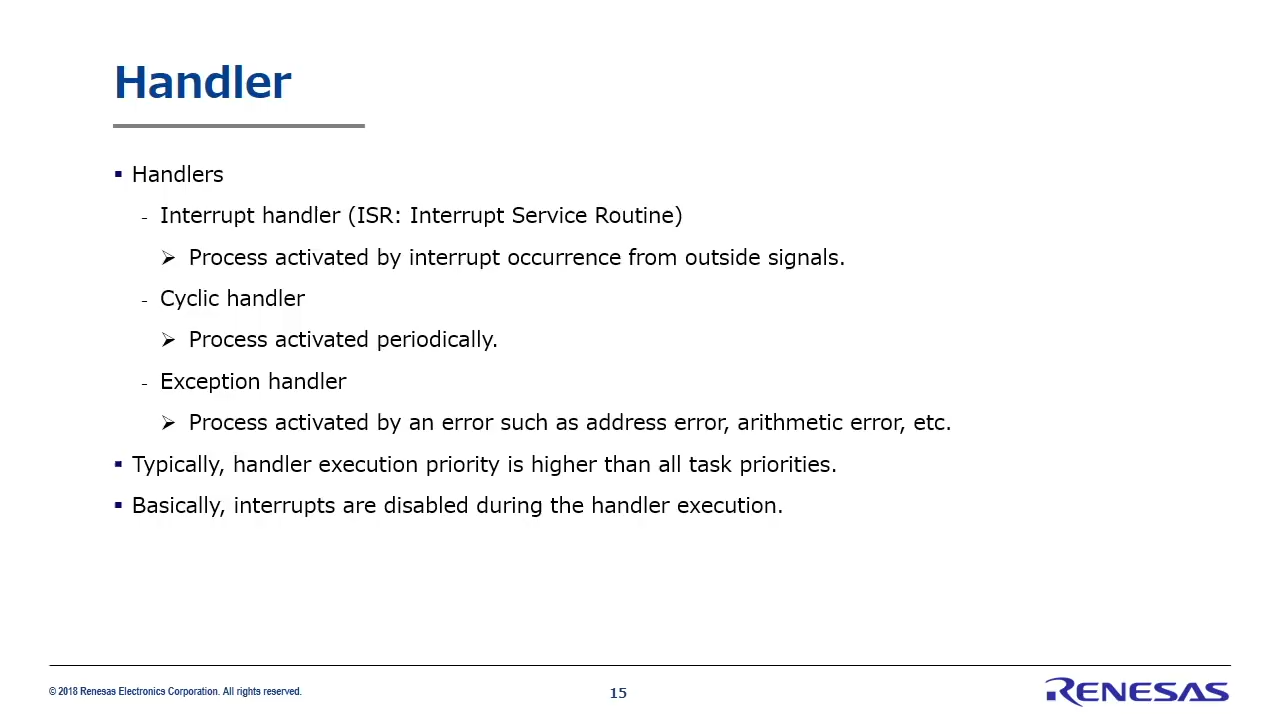 Handler
▪ Handlers
- Interrupt handler (ISR: Interrupt Service Routine)
➢ Process activated by interrupt occurrence from outside signals.
- Cyclic handler
➢ Process activated periodically.
- Exception handler
➢ Process activated by an error such as address error, arithmetic error, etc.
▪ Typically, handler execution priority is higher than all task priorities.
▪ Basically, interrupts are disabled during the handler execution.
© 2018 Renesas Electronics Corporation. All rights reserved.
15
RENESAS